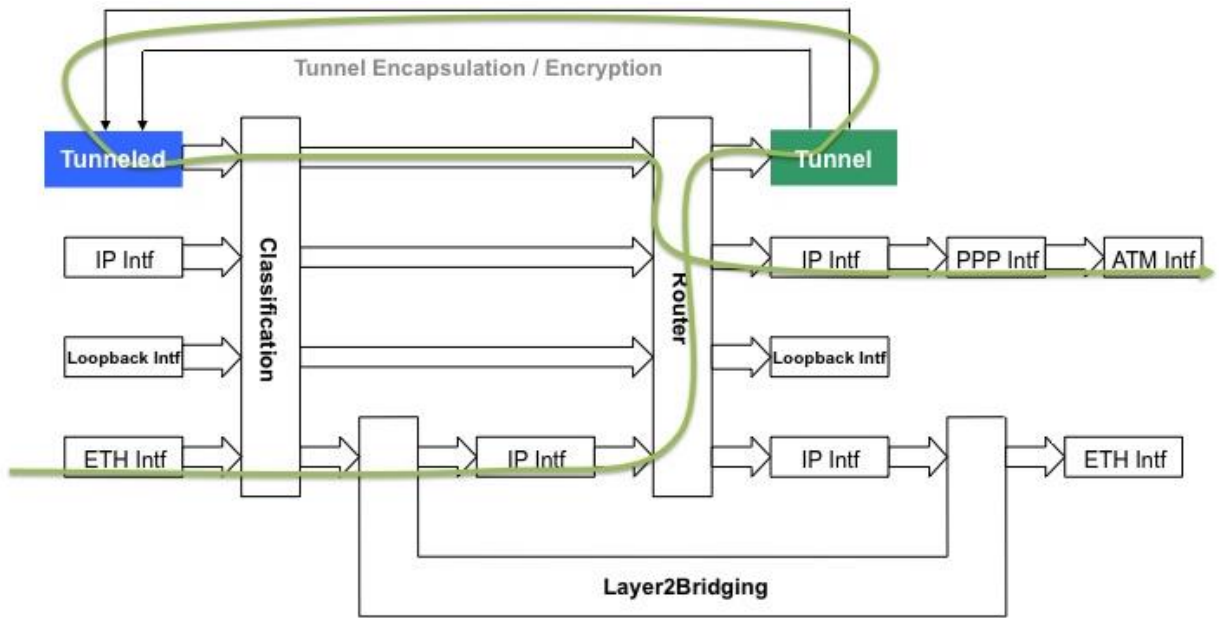 Tunnel Encapsulation / Encryption
Tunneled
Tunnel
Classification
Router
IP Intf
IP Intf
PPP Intf
ATM Intf
Loopback Intf
Loopback Intf
ETH Intf
IP Intf
IP Intf
ETH Intf
Layer2Bridging